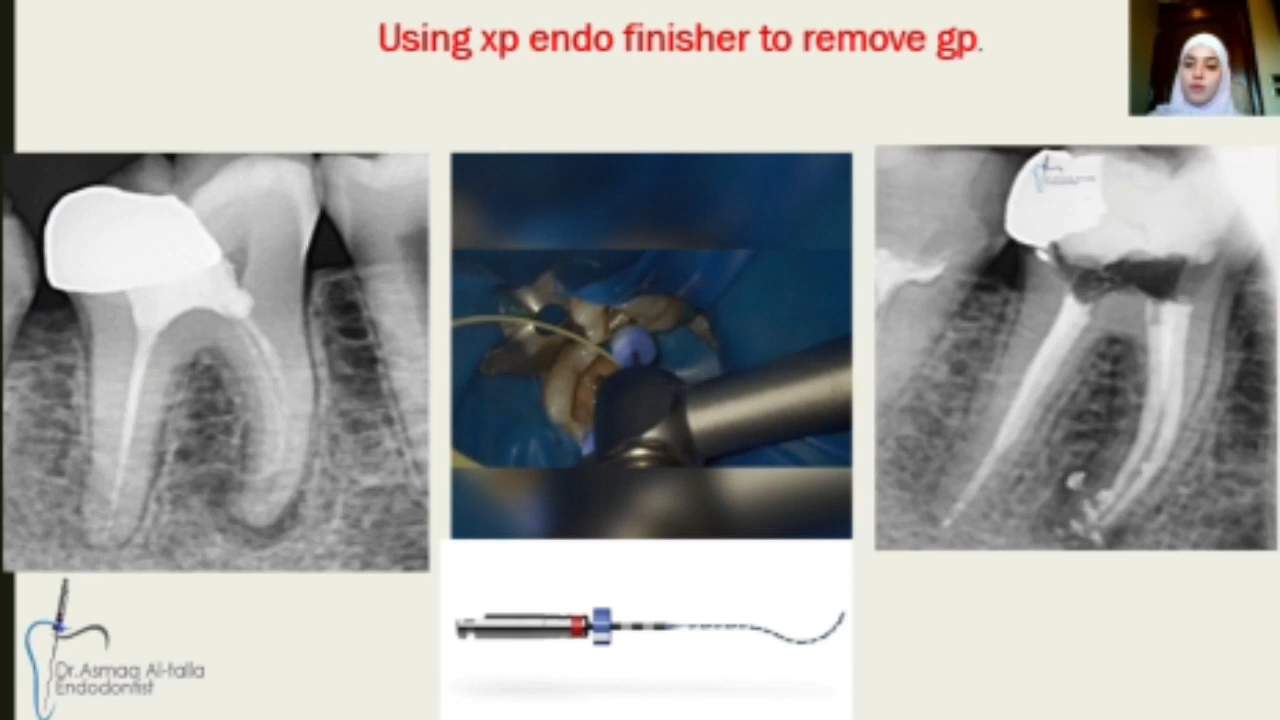 Using xp endo finisher to remove gp.
Dr.Asmaa Al-talla
Endodontist